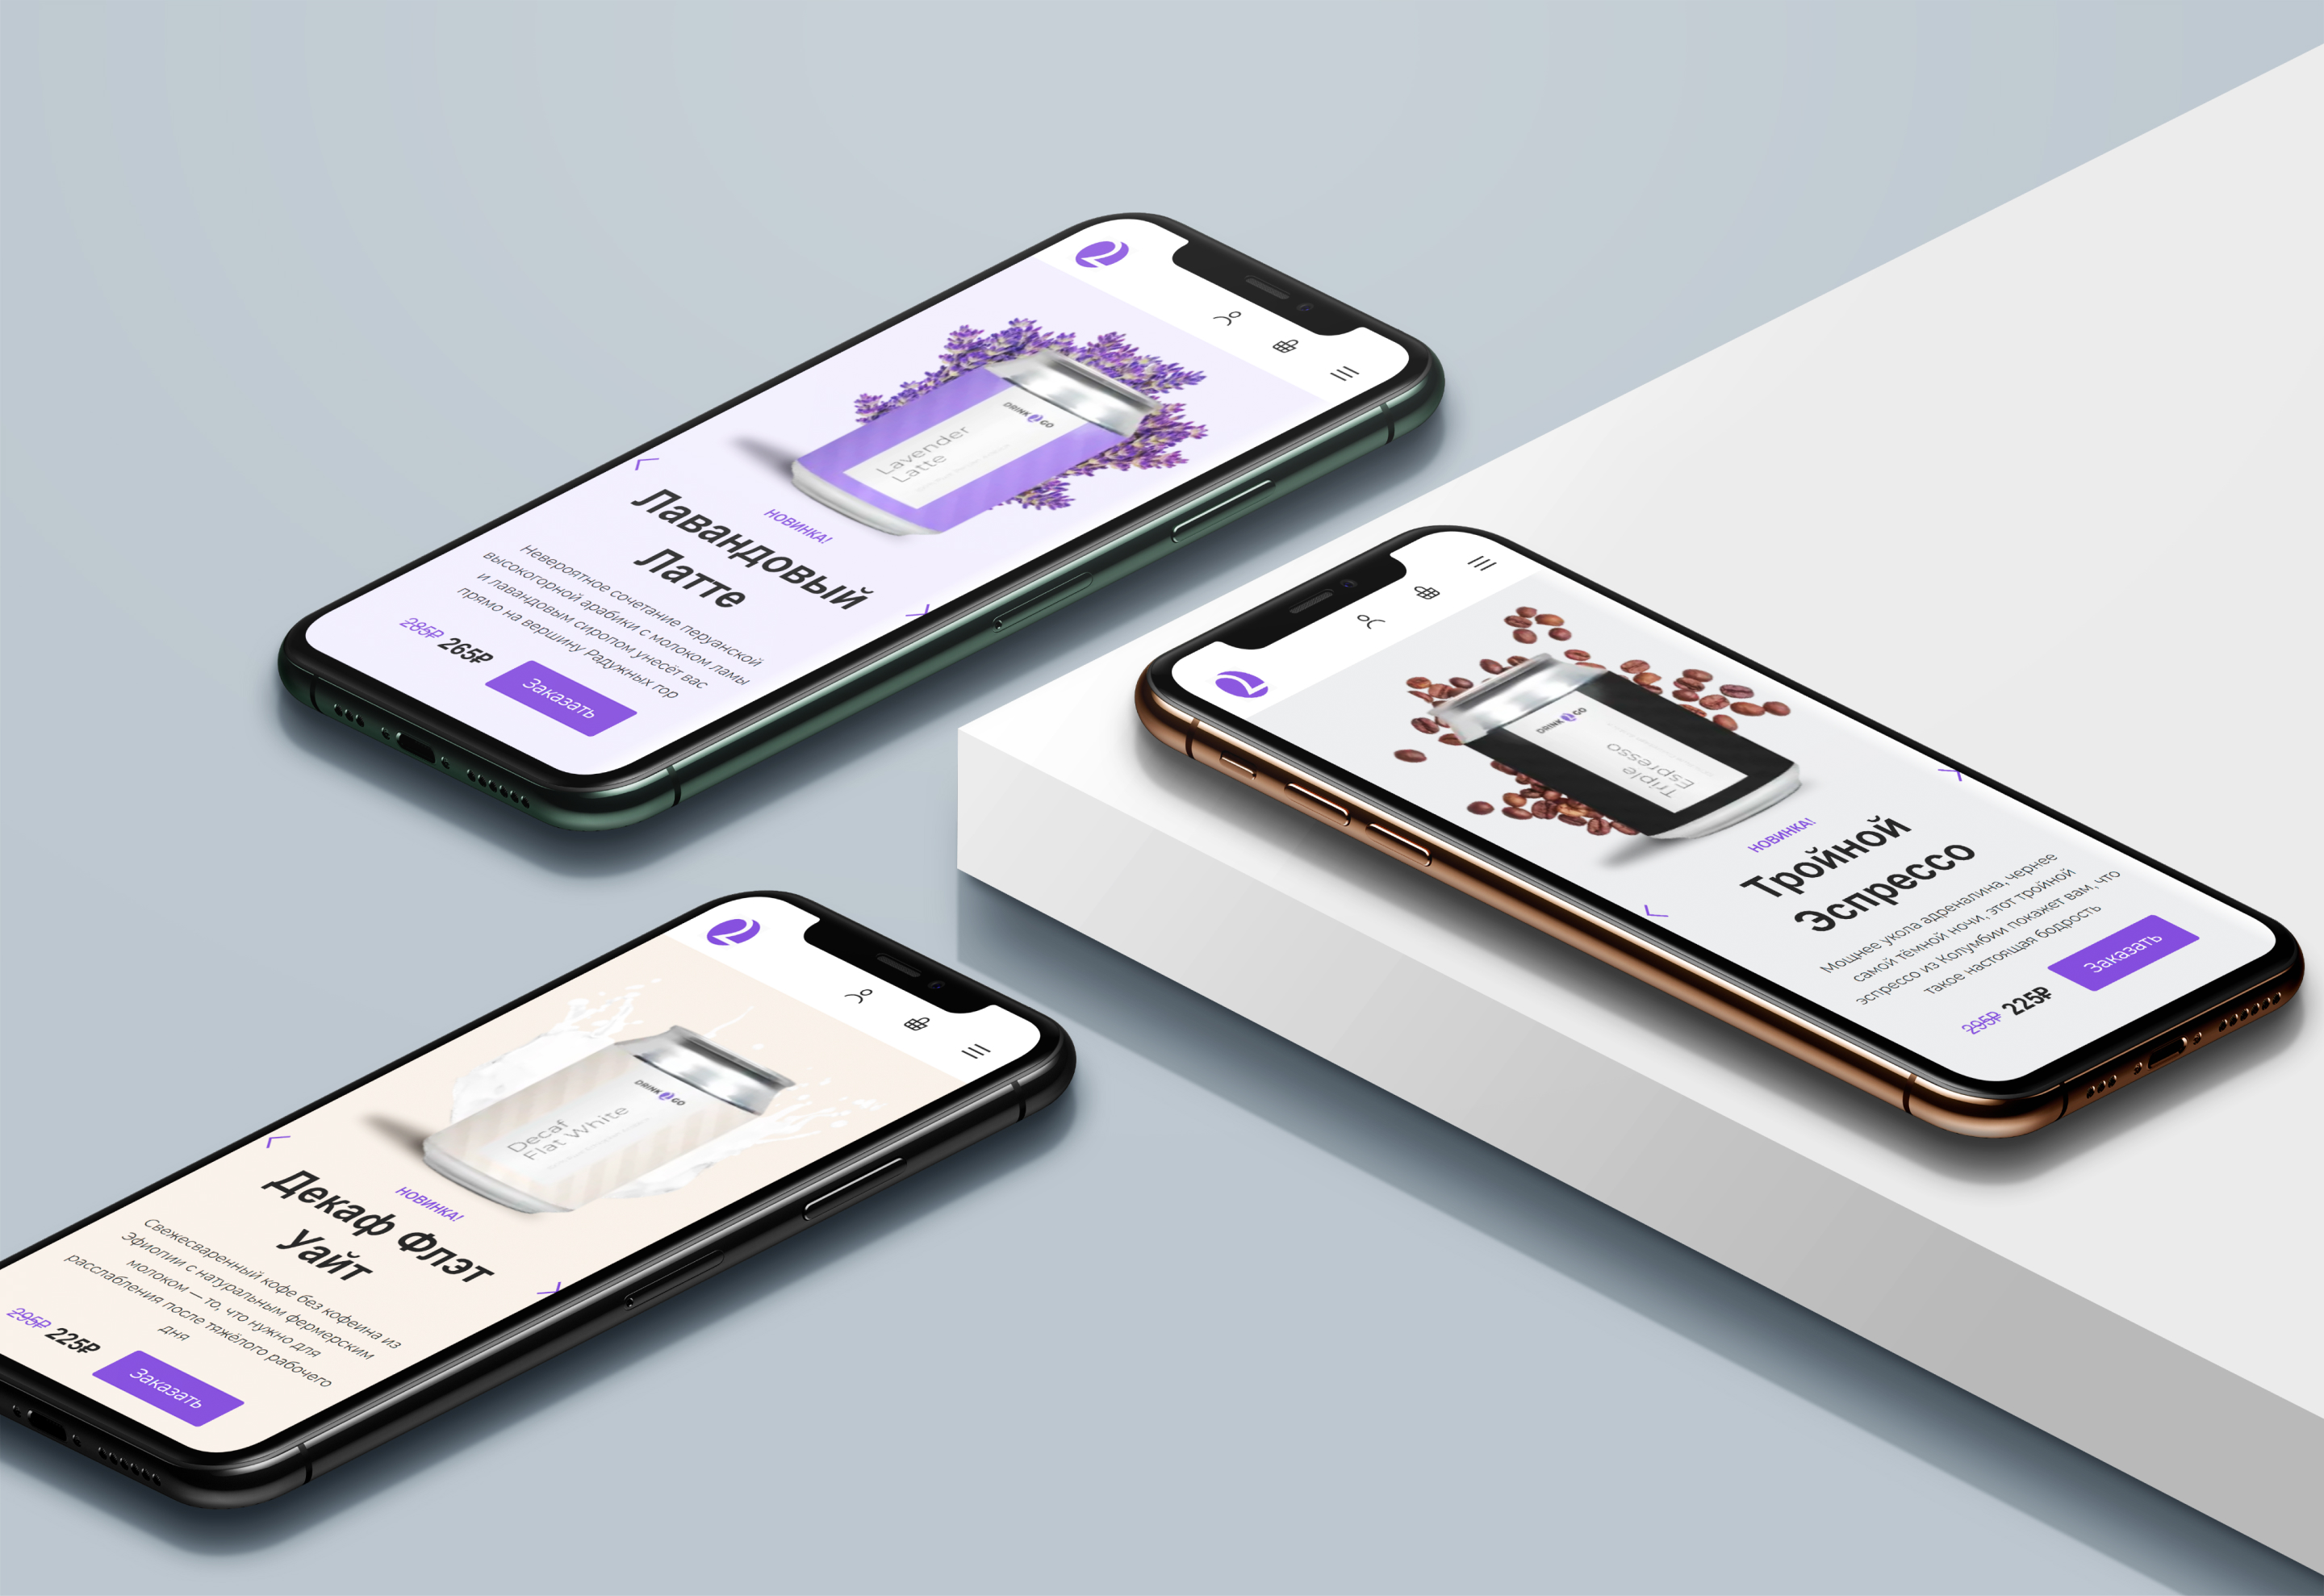 DRINK 2 GO
Lavender
Latte
НОВИНКА!
Лавандовый
Латте
Невероятное сочетание перуанской
высокогорной арабики с молоком ламы
и лавандовым сиропом унесёт вас
прямо на вершину Радужных гор
285₽ 265₽
Заказать
DRINK 2 GO
Triple
Espresso
НОВИНКА!
Тройной
Эспрессо
Мощнее укола адреналина, чернее
самой тёмной ночи, этот тройной
эспрессо из Колумбии покажет вам, что
такое настоящая бодрость
295₽ 225₽
Заказать
DRINK 2 GO
Decaf
Flat White
НОВИНКА!
Декаф Флэт
Уайт
Свежесваренный кофе без кофеина из
Эфиопии с натуральным фермерским
молоком — то, что нужно для
расслабления после тяжёлого рабочего
дня
295₽ 225₽
Заказать